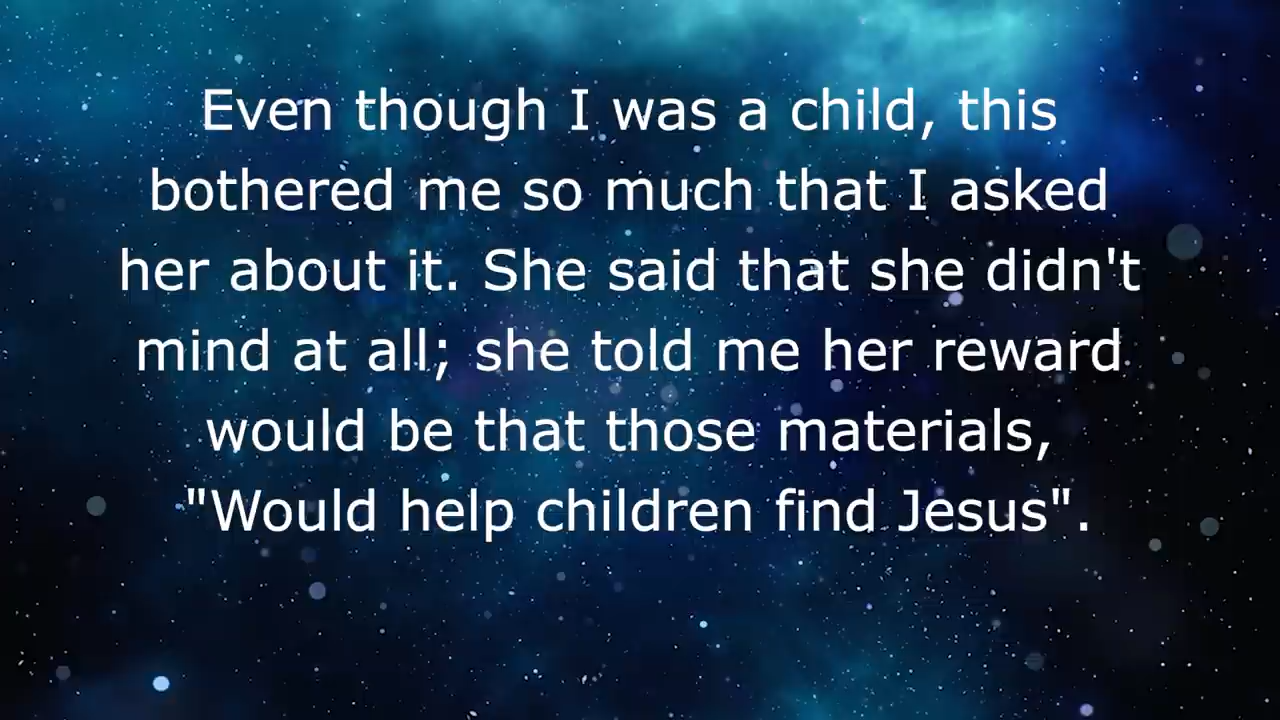 Even though I was a child, this
bothered me so much that I asked
her about it. She said that she didn't
mind at all; she told me her reward
would be that those materials,
"Would help children find Jesus".